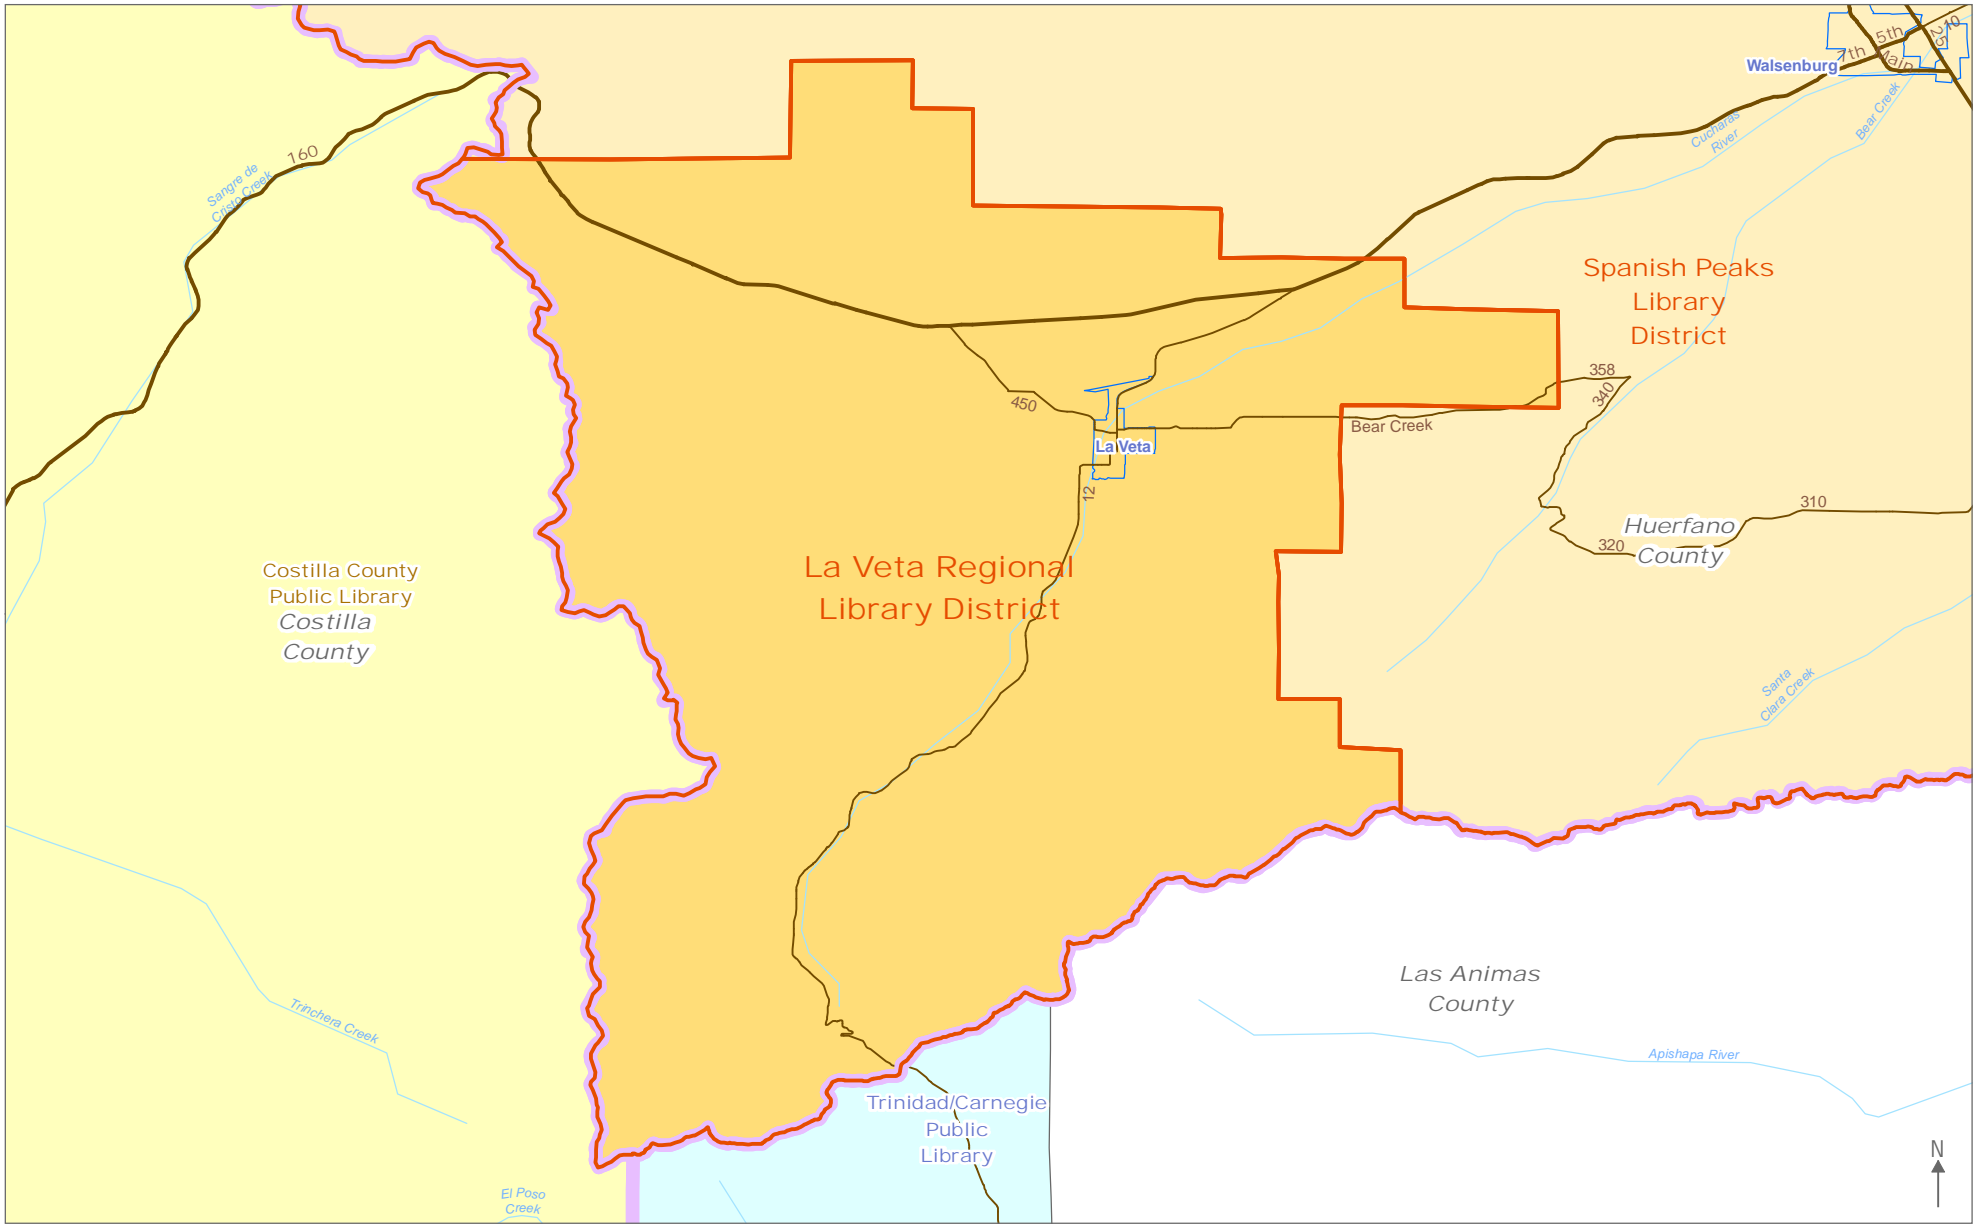 10
25
5th
7th
Main
Walsenburg
Bear Creek
Cucharas
River
160
Sangre de
Cristo Creek
Spanish Peaks
Library
District
358
340
450
Bear Creek
La Veta
12
310
Huerfano
County
320
La Veta Regional
Library District
Costilla County
Public Library
Costilla
County
Santa
Clara Creek
Las Animas
County
Trinchera Creek
Apishapa River
Trinidad/Carnegie
Public
Library
El Poso
Creek
N